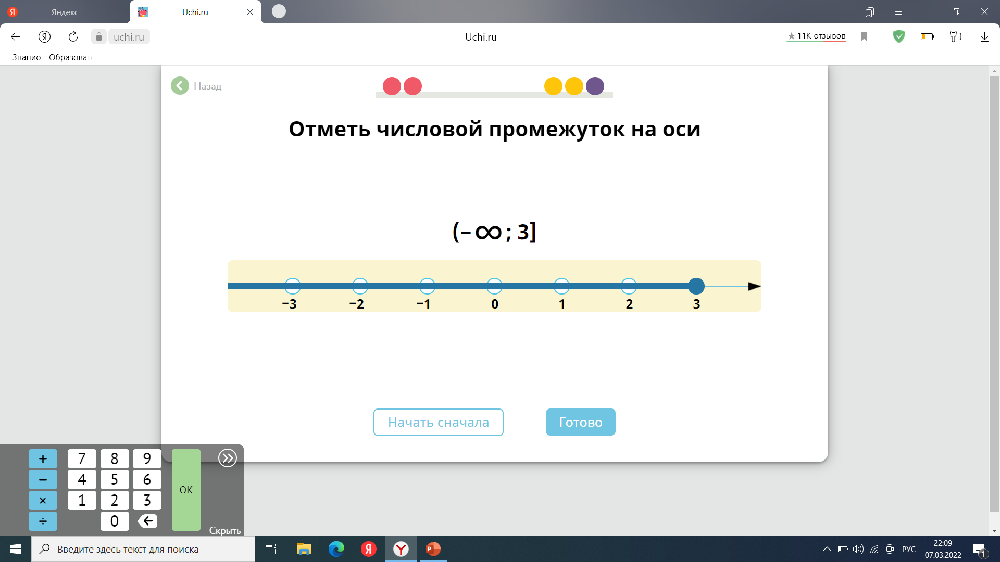 Яндекс
Uchi.ru
uchi.ru
Uchi.ru
11K отзывов
Знанио - Образоват
Назад
Отметь числовой промежуток на оси
(−∞; 3]
−3 −2 −1 0 1 2 3
Начать сначала
Готово
+ 7 8 9
− 4 5 6
× 1 2 3
÷ 0
OK
Скрыть
Введите здесь текст для поиска
РУС
22:09
07.03.2022
1